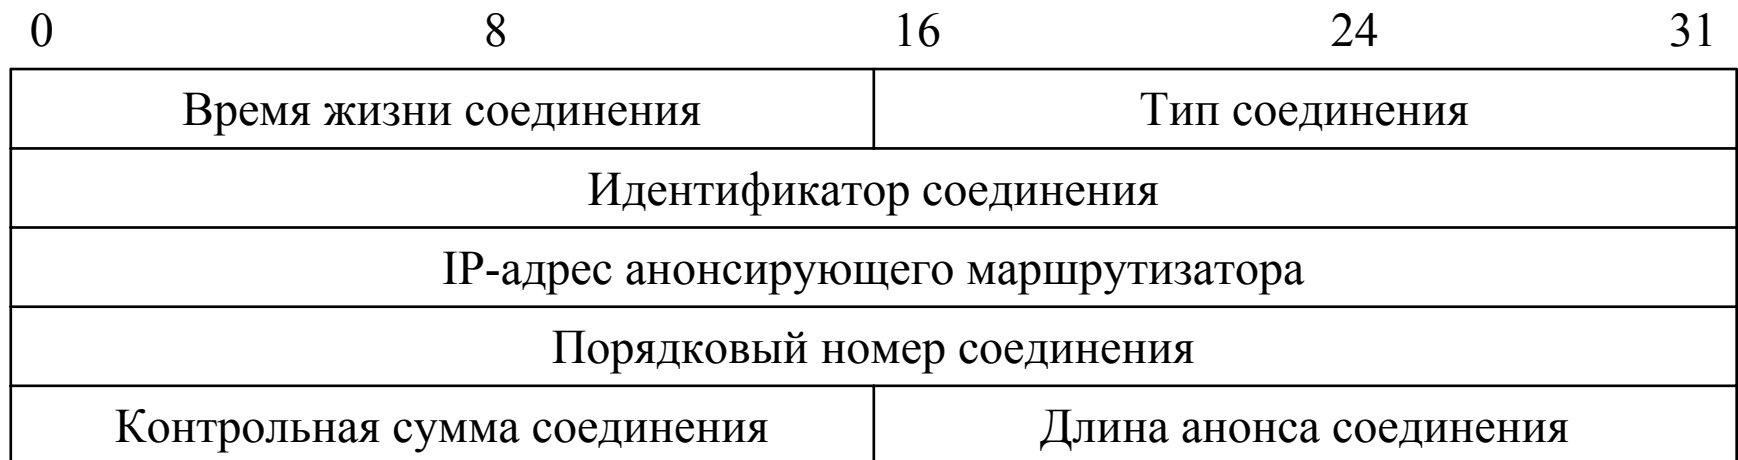 0 8 16 24 31
Время жизни соединения Тип соединения
Идентификатор соединения
IP-адрес анонсирующего маршрутизатора
Порядковый номер соединения
Контрольная сумма соединения Длина анонса соединения